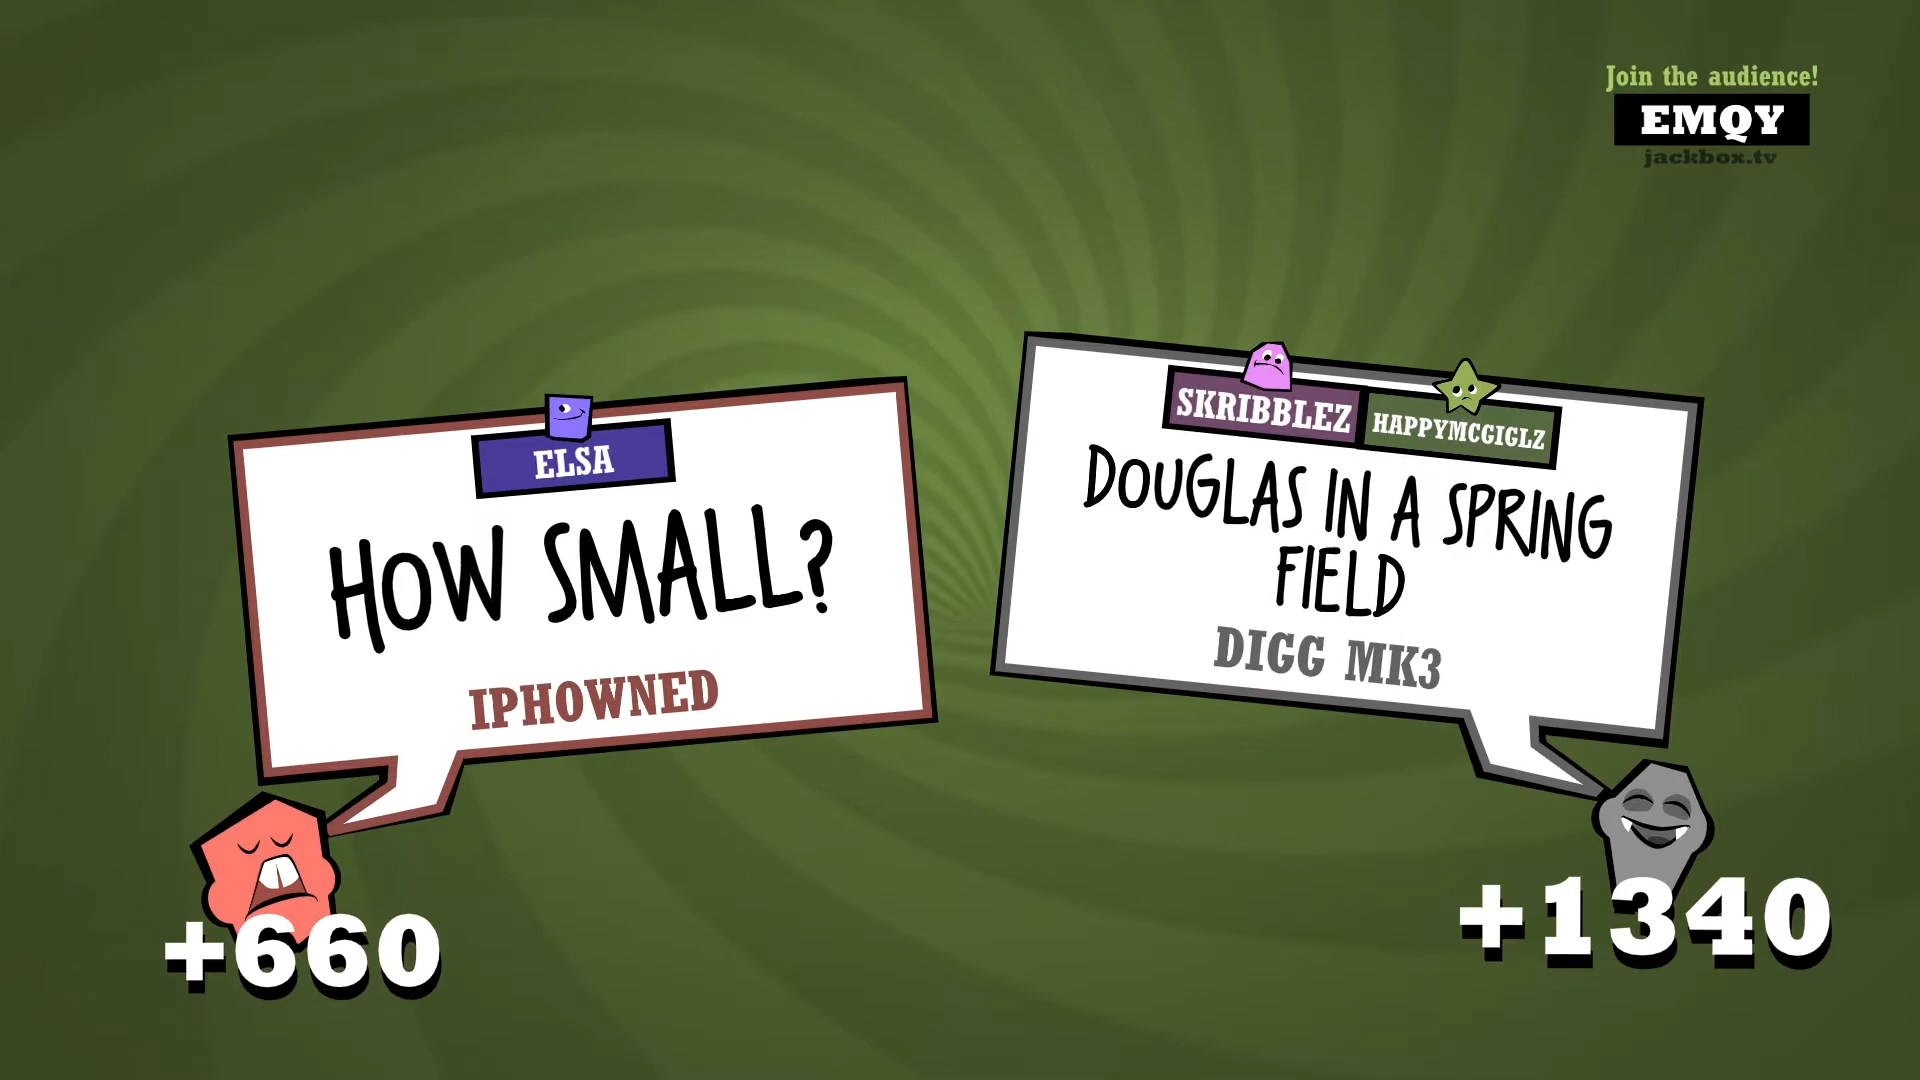 Join the audience!
EMQY
jackbox.tv
ELSA
HOW SMALL?
IPHOWNED
+660
SKRIBBLEZ
HAPPYMCGIGLZ
DOUGLAS IN A SPRING
FIELD
DIGG MK3
+1340